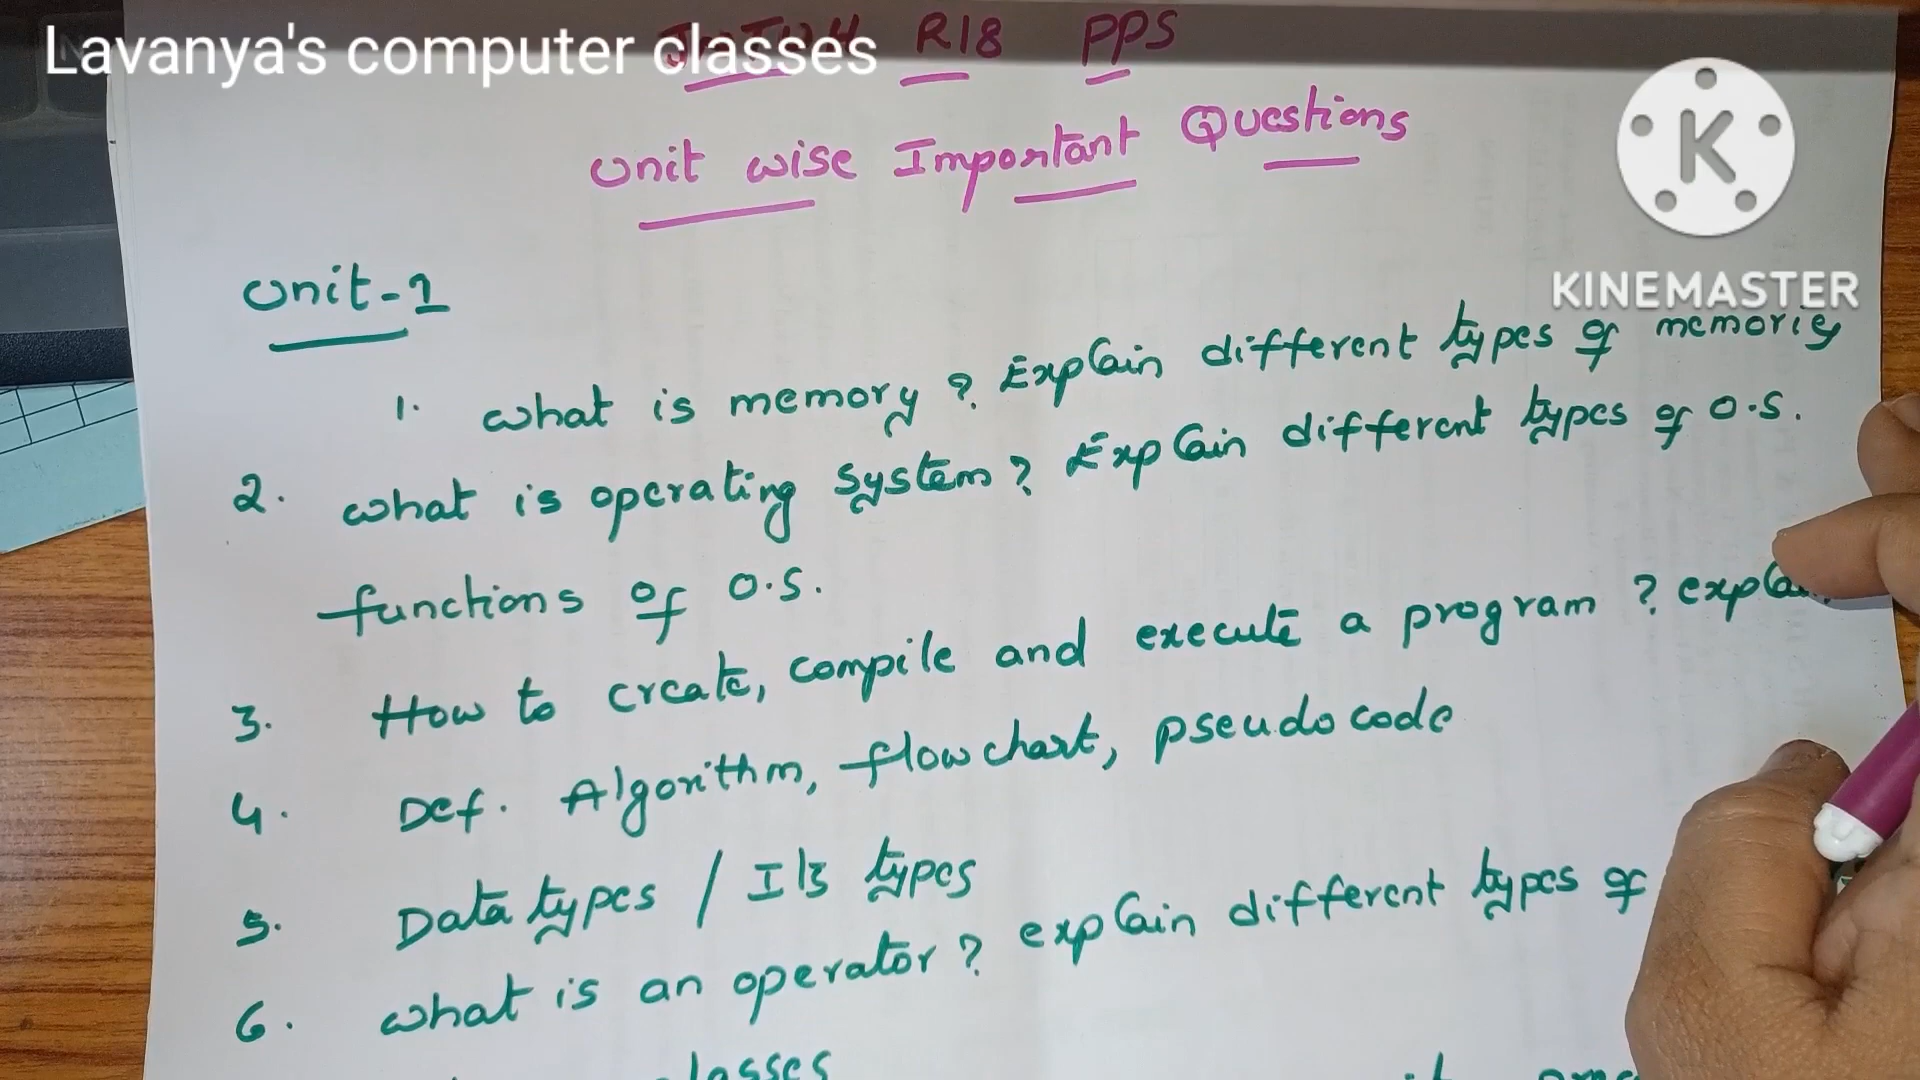 Lavanya's computer classes
R18 PPS
Unit wise Important Questions
KINEMASTER
Unit-1
1. What is memory? Explain different types of memories
2. What is operating system? Explain different types of O.S.
functions of O.S.
3. How to create, compile and execute a program? expla
4. Def. Algorithm, flowchart, pseudocode
5. Data types /
types
6. What is an operator? explain different types of
classes